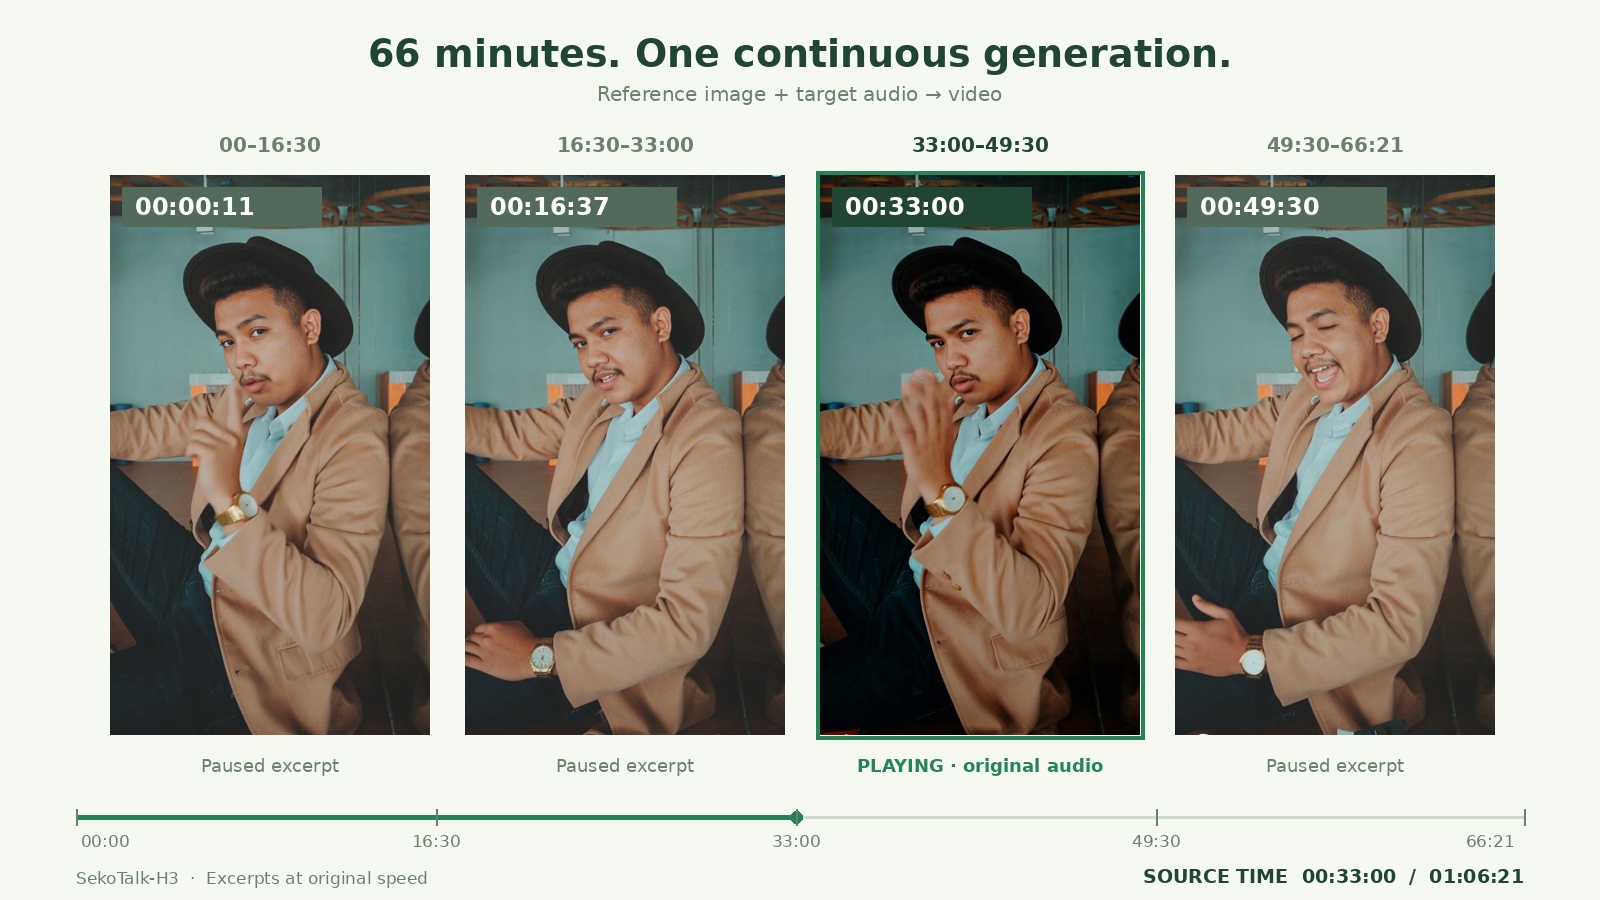 66 minutes. One continuous generation.
Reference image + target audio → video
00–16:30
16:30–33:00
33:00–49:30
49:30–66:21
00:00:11
00:16:37
00:33:00
00:49:30
Paused excerpt
Paused excerpt
PLAYING · original audio
Paused excerpt
00:00
16:30
33:00
49:30
66:21
SekoTalk-H3 · Excerpts at original speed
SOURCE TIME 00:33:00 / 01:06:21